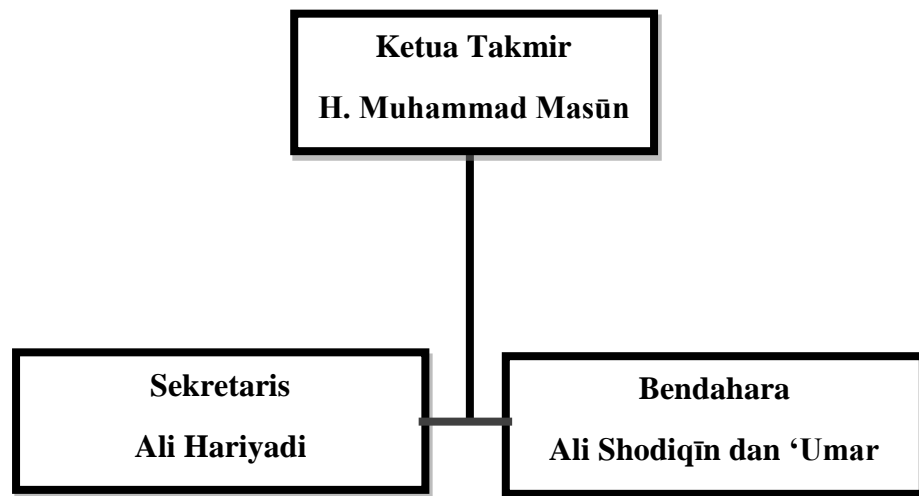 Ketua Takmir
H. Muhammad Masūn
Sekretaris
Ali Hariyadi
Bendahara
Ali Shodiqīn dan ‘Umar